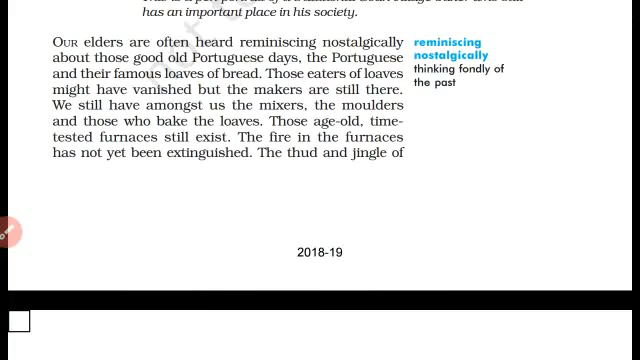 has an important place in his society.
OUR elders are often heard reminiscing nostalgically
about those good old Portuguese days, the Portuguese
and their famous loaves of bread. Those eaters of loaves
might have vanished but the makers are still there.
We still have amongst us the mixers, the moulders
and those who bake the loaves. Those age-old, time-
tested furnaces still exist. The fire in the furnaces
has not yet been extinguished. The thud and jingle of
reminiscing
nostalgically
thinking fondly of
the past
2018-19